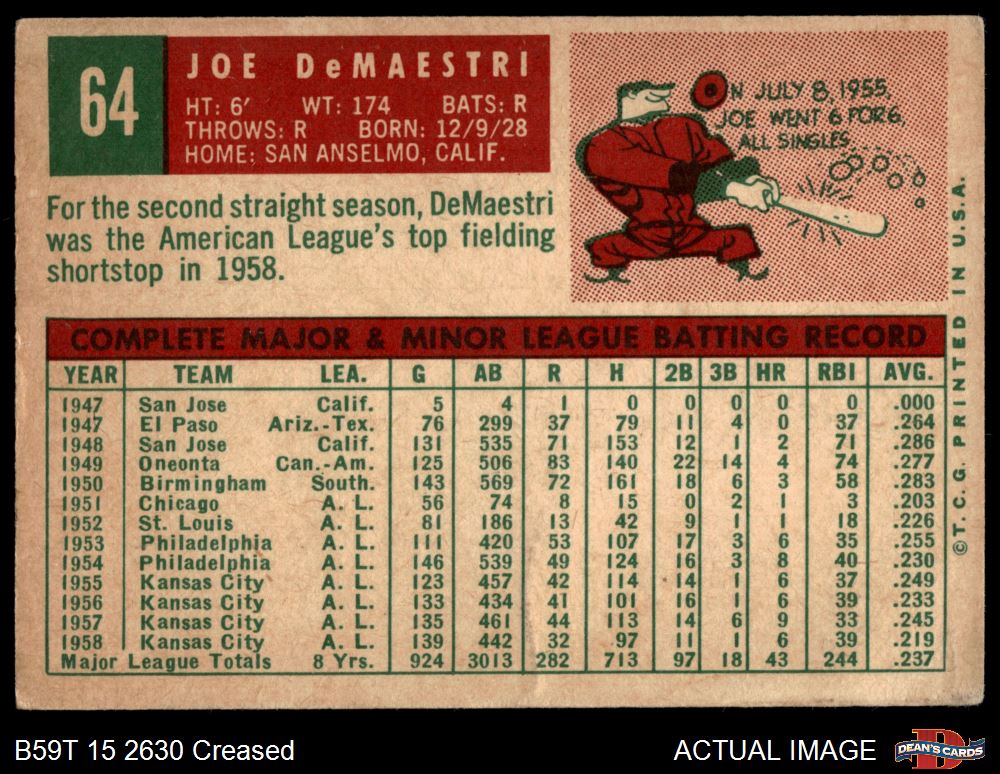 64
JOE DeMAESTRI
HT: 6' WT: 174 BATS: R
THROWS: R BORN: 12/9/28
HOME: SAN ANSELMO, CALIF.
ON JULY 8, 1955,
JOE WENT 6 FOR 6.
ALL SINGLES
For the second straight season, DeMaestri
was the American League's top fielding
shortstop in 1958.
COMPLETE MAJOR & MINOR LEAGUE BATTING RECORD
YEAR TEAM LEA. G AB R H 2B 3B HR RBI AVG.
1947 San Jose Calif. 5 4 1 0 0 0 0 0 .000
1947 El Paso Ariz.-Tex. 76 299 37 79 11 4 0 37 .264
1948 San Jose Calif. 131 535 71 153 12 1 2 71 .286
1949 Oneonta Can.-Am. 125 506 83 140 22 14 4 74 .277
1950 Birmingham South. 143 569 72 161 18 6 3 58 .283
1951 Chicago A. L. 56 74 8 15 0 2 1 3 .203
1952 St. Louis A. L. 81 186 13 42 9 1 1 18 .226
1953 Philadelphia A. L. 111 420 53 107 17 3 6 35 .255
1954 Philadelphia A. L. 146 539 49 124 16 3 8 40 .230
1955 Kansas City A. L. 123 457 42 114 14 1 6 37 .249
1956 Kansas City A. L. 133 434 41 101 16 1 6 39 .233
1957 Kansas City A. L. 135 461 44 113 14 6 9 33 .245
1958 Kansas City A. L. 139 442 32 97 11 1 6 39 .219
Major League Totals 8 Yrs. 924 3013 282 713 97 18 43 244 .237
©T. C. G. PRINTED IN U.S.A.
B59T 15 2630 Creased
ACTUAL IMAGE
DEAN'S CARDS